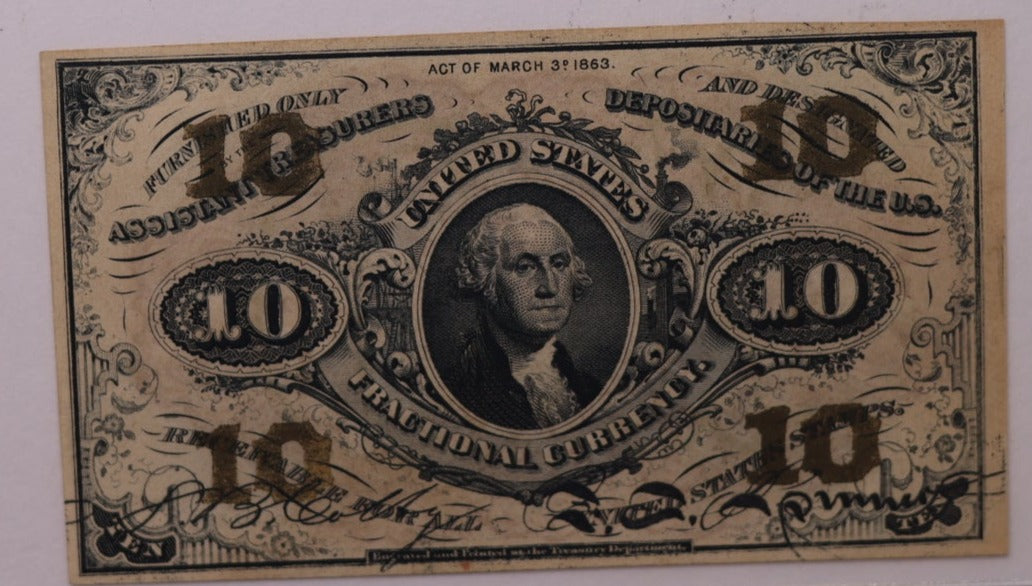 ACT OF MARCH 3ᴰ 1863.
FURNISHED ONLY BY THE
AND DESIGNATED
ASSISTANT TREASURERS
DEPOSITARIES OF THE U.S.
10 10
UNITED STATES
10 10
FRACTIONAL CURRENCY.
10 10
RECEIVABLE FOR ALL
UNITED STATES STAMPS.
TEN TEN
Engraved and Printed at the Treasury Department.